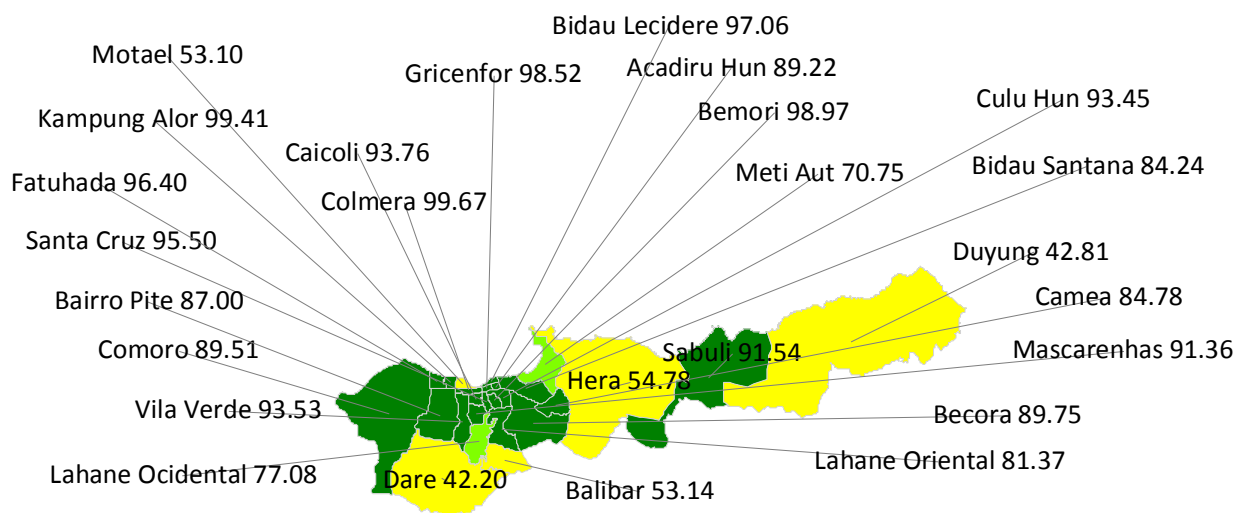 Bidau Lecidere 97.06
Motael 53.10
Gricenfor 98.52
Acadiru Hun 89.22
Culu Hun 93.45
Bemori 98.97
Kampung Alor 99.41
Caicoli 93.76
Bidau Santana 84.24
Meti Aut 70.75
Fatuhada 96.40
Colmera 99.67
Santa Cruz 95.50
Duyung 42.81
Bairro Pite 87.00
Camea 84.78
Comoro 89.51
Sabuli 91.54
Mascarenhas 91.36
Hera 54.78
Vila Verde 93.53
Becora 89.75
Lahane Oriental 81.37
Lahane Ocidental 77.08
Dare 42.20
Balibar 53.14